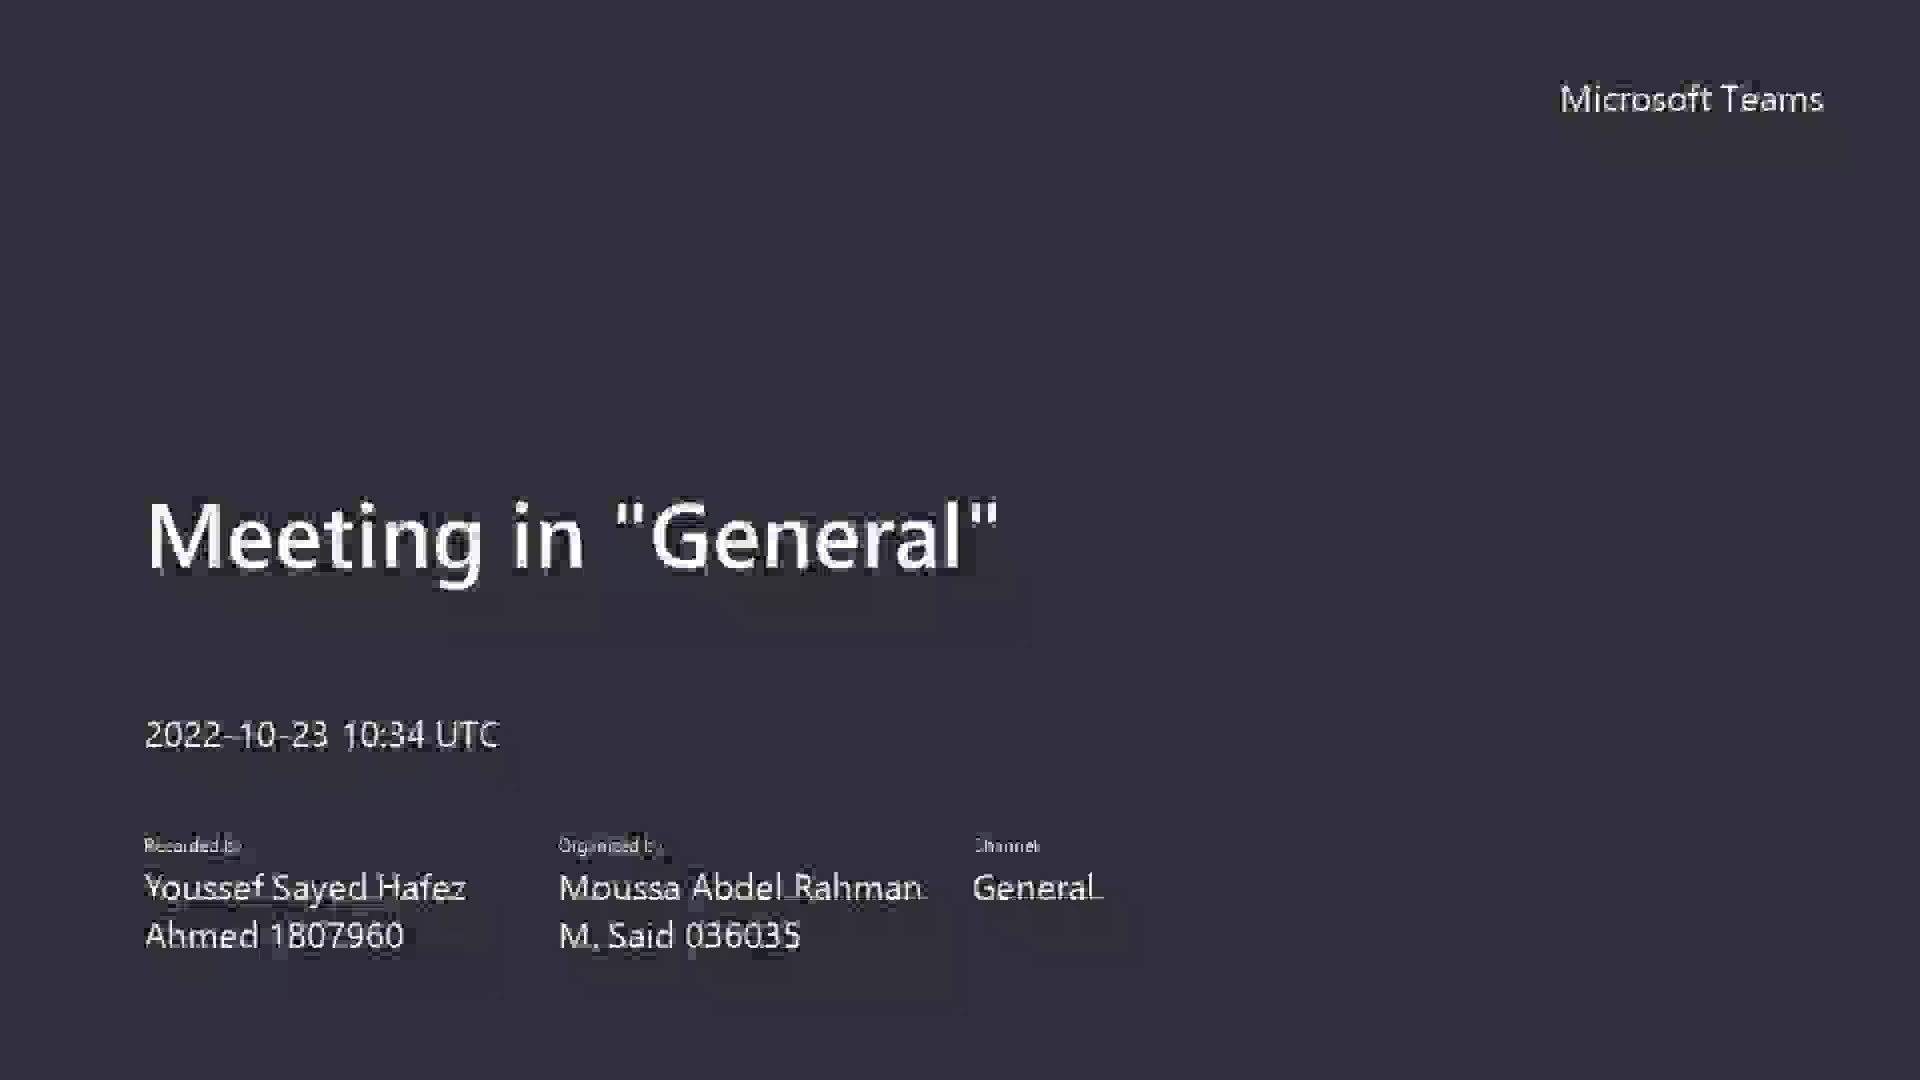 Microsoft Teams
Meeting in "General"
2022-10-23 10:34 UTC
Recorded by
Organized by
Channel
Youssef Sayed Hafez
Ahmed 1807960
Moussa Abdel Rahman
M. Said 036035
General